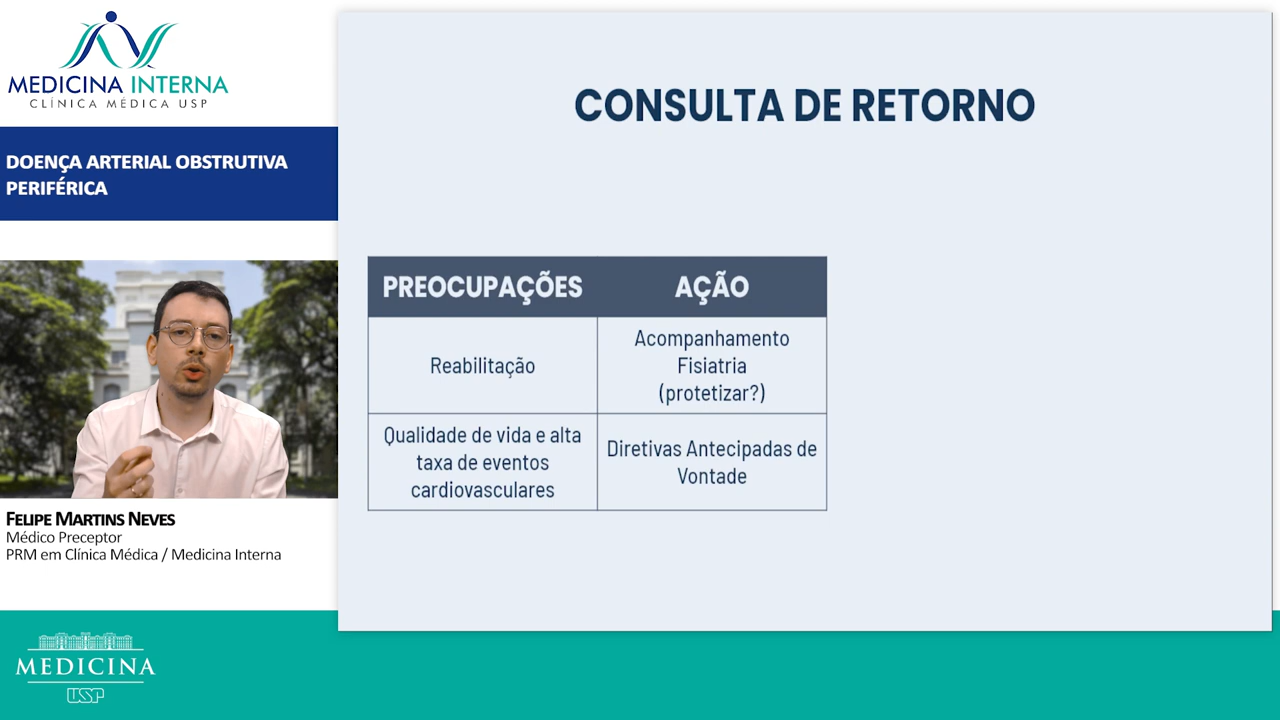 MEDICINA INTERNA
CLÍNICA MÉDICA USP
DOENÇA ARTERIAL OBSTRUTIVA
PERIFÉRICA
FELIPE MARTINS NEVES
Médico Preceptor
PRM em Clínica Médica / Medicina Interna
MEDICINA
USP
CONSULTA DE RETORNO
PREOCUPAÇÕES
AÇÃO
Reabilitação
Acompanhamento
Fisiatria
(protetizar?)
Qualidade de vida e alta
taxa de eventos
cardiovasculares
Diretivas Antecipadas de
Vontade